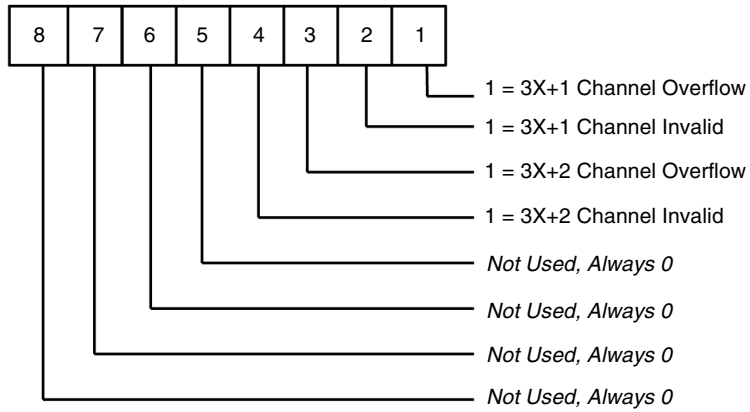 8 7 6 5 4 3 2 1
1 = 3X+1 Channel Overflow
1 = 3X+1 Channel Invalid
1 = 3X+2 Channel Overflow
1 = 3X+2 Channel Invalid
Not Used, Always 0
Not Used, Always 0
Not Used, Always 0
Not Used, Always 0